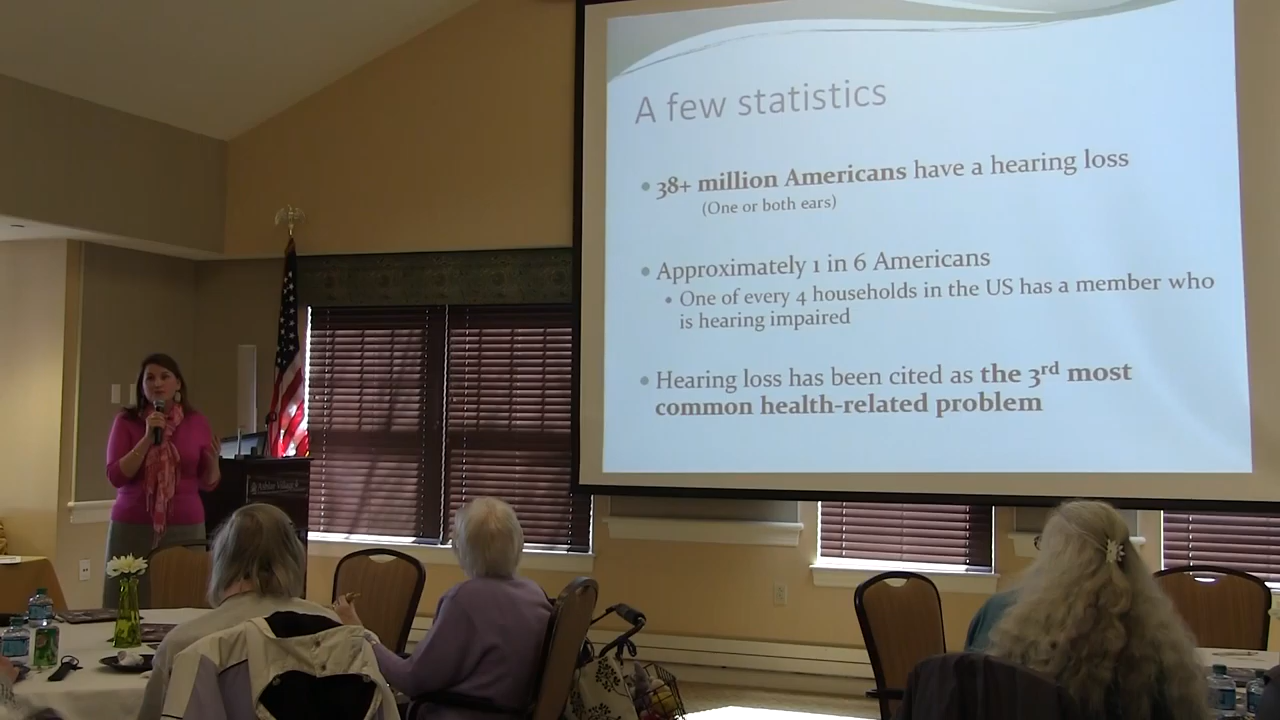 A few statistics
38+ million Americans have a hearing loss
(One or both ears)
Approximately 1 in 6 Americans
One of every 4 households in the US has a member who
is hearing impaired
Hearing loss has been cited as the 3rd most
common health-related problem